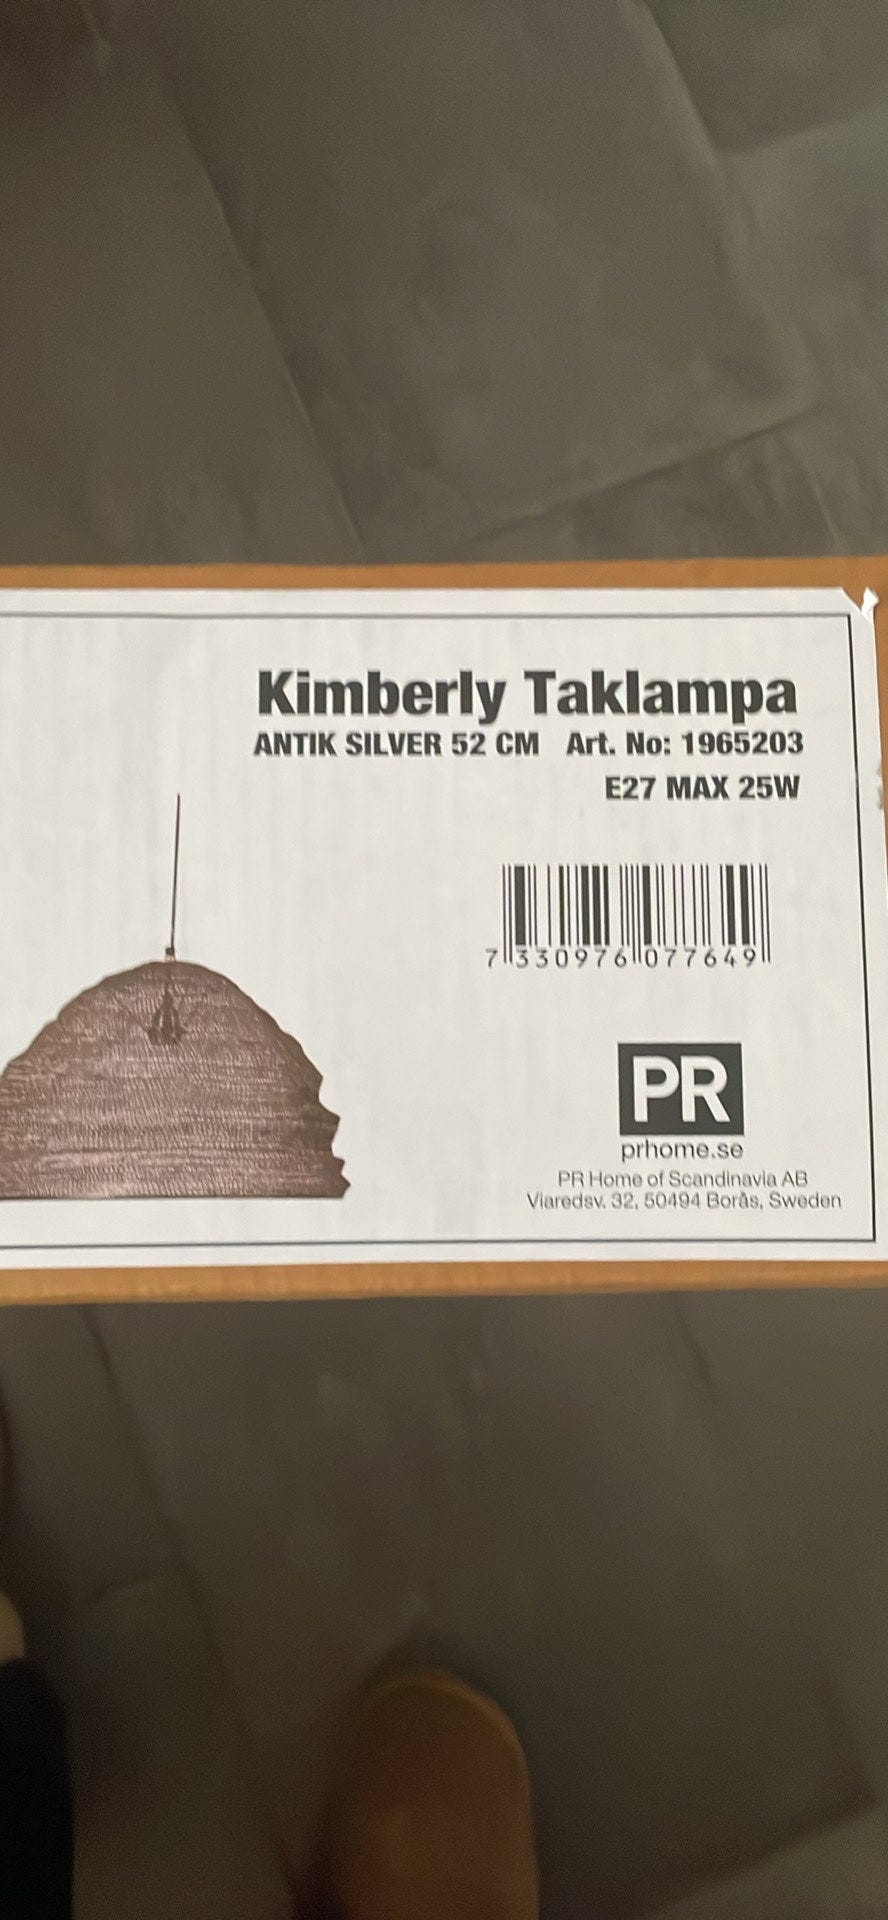 Kimberly Taklampa
ANTIK SILVER 52 CM Art. No: 1965203
E27 MAX 25W
7 330976 077649
PR
prhome.se
PR Home of Scandinavia AB
Viaredsv. 32, 50494 Borås, Sweden